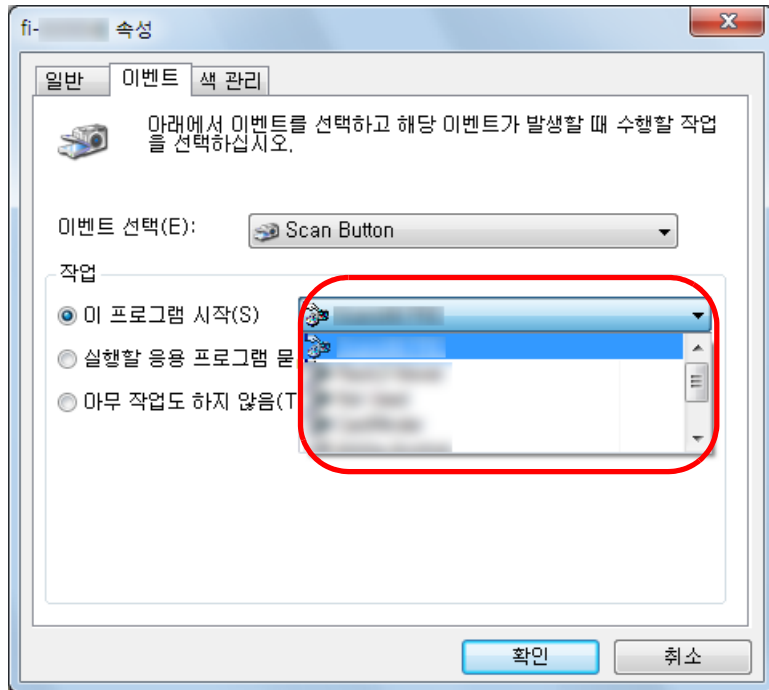 fi- 속성
일반 이벤트 색 관리
아래에서 이벤트를 선택하고 해당 이벤트가 발생할 때 수행할 작업
을 선택하십시오.
이벤트 선택(E): Scan Button
작업
이 프로그램 시작(S)
실행할 응용 프로그램 묻
아무 작업도 하지 않음(T
확인 취소